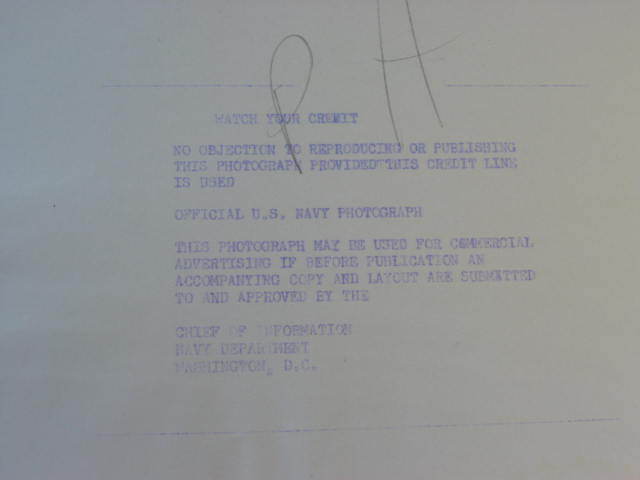 P A
WATCH YOUR CREDIT
NO OBJECTION TO REPRODUCING OR PUBLISHING
THIS PHOTOGRAPH PROVIDED THIS CREDIT LINE
IS USED
OFFICIAL U.S. NAVY PHOTOGRAPH
THIS PHOTOGRAPH MAY BE USED FOR COMMERCIAL
ADVERTISING IF BEFORE PUBLICATION AN
ACCOMPANYING COPY AND LAYOUT ARE SUBMITTED
TO AND APPROVED BY THE
CHIEF OF INFORMATION
NAVY DEPARTMENT
WASHINGTON, D.C.